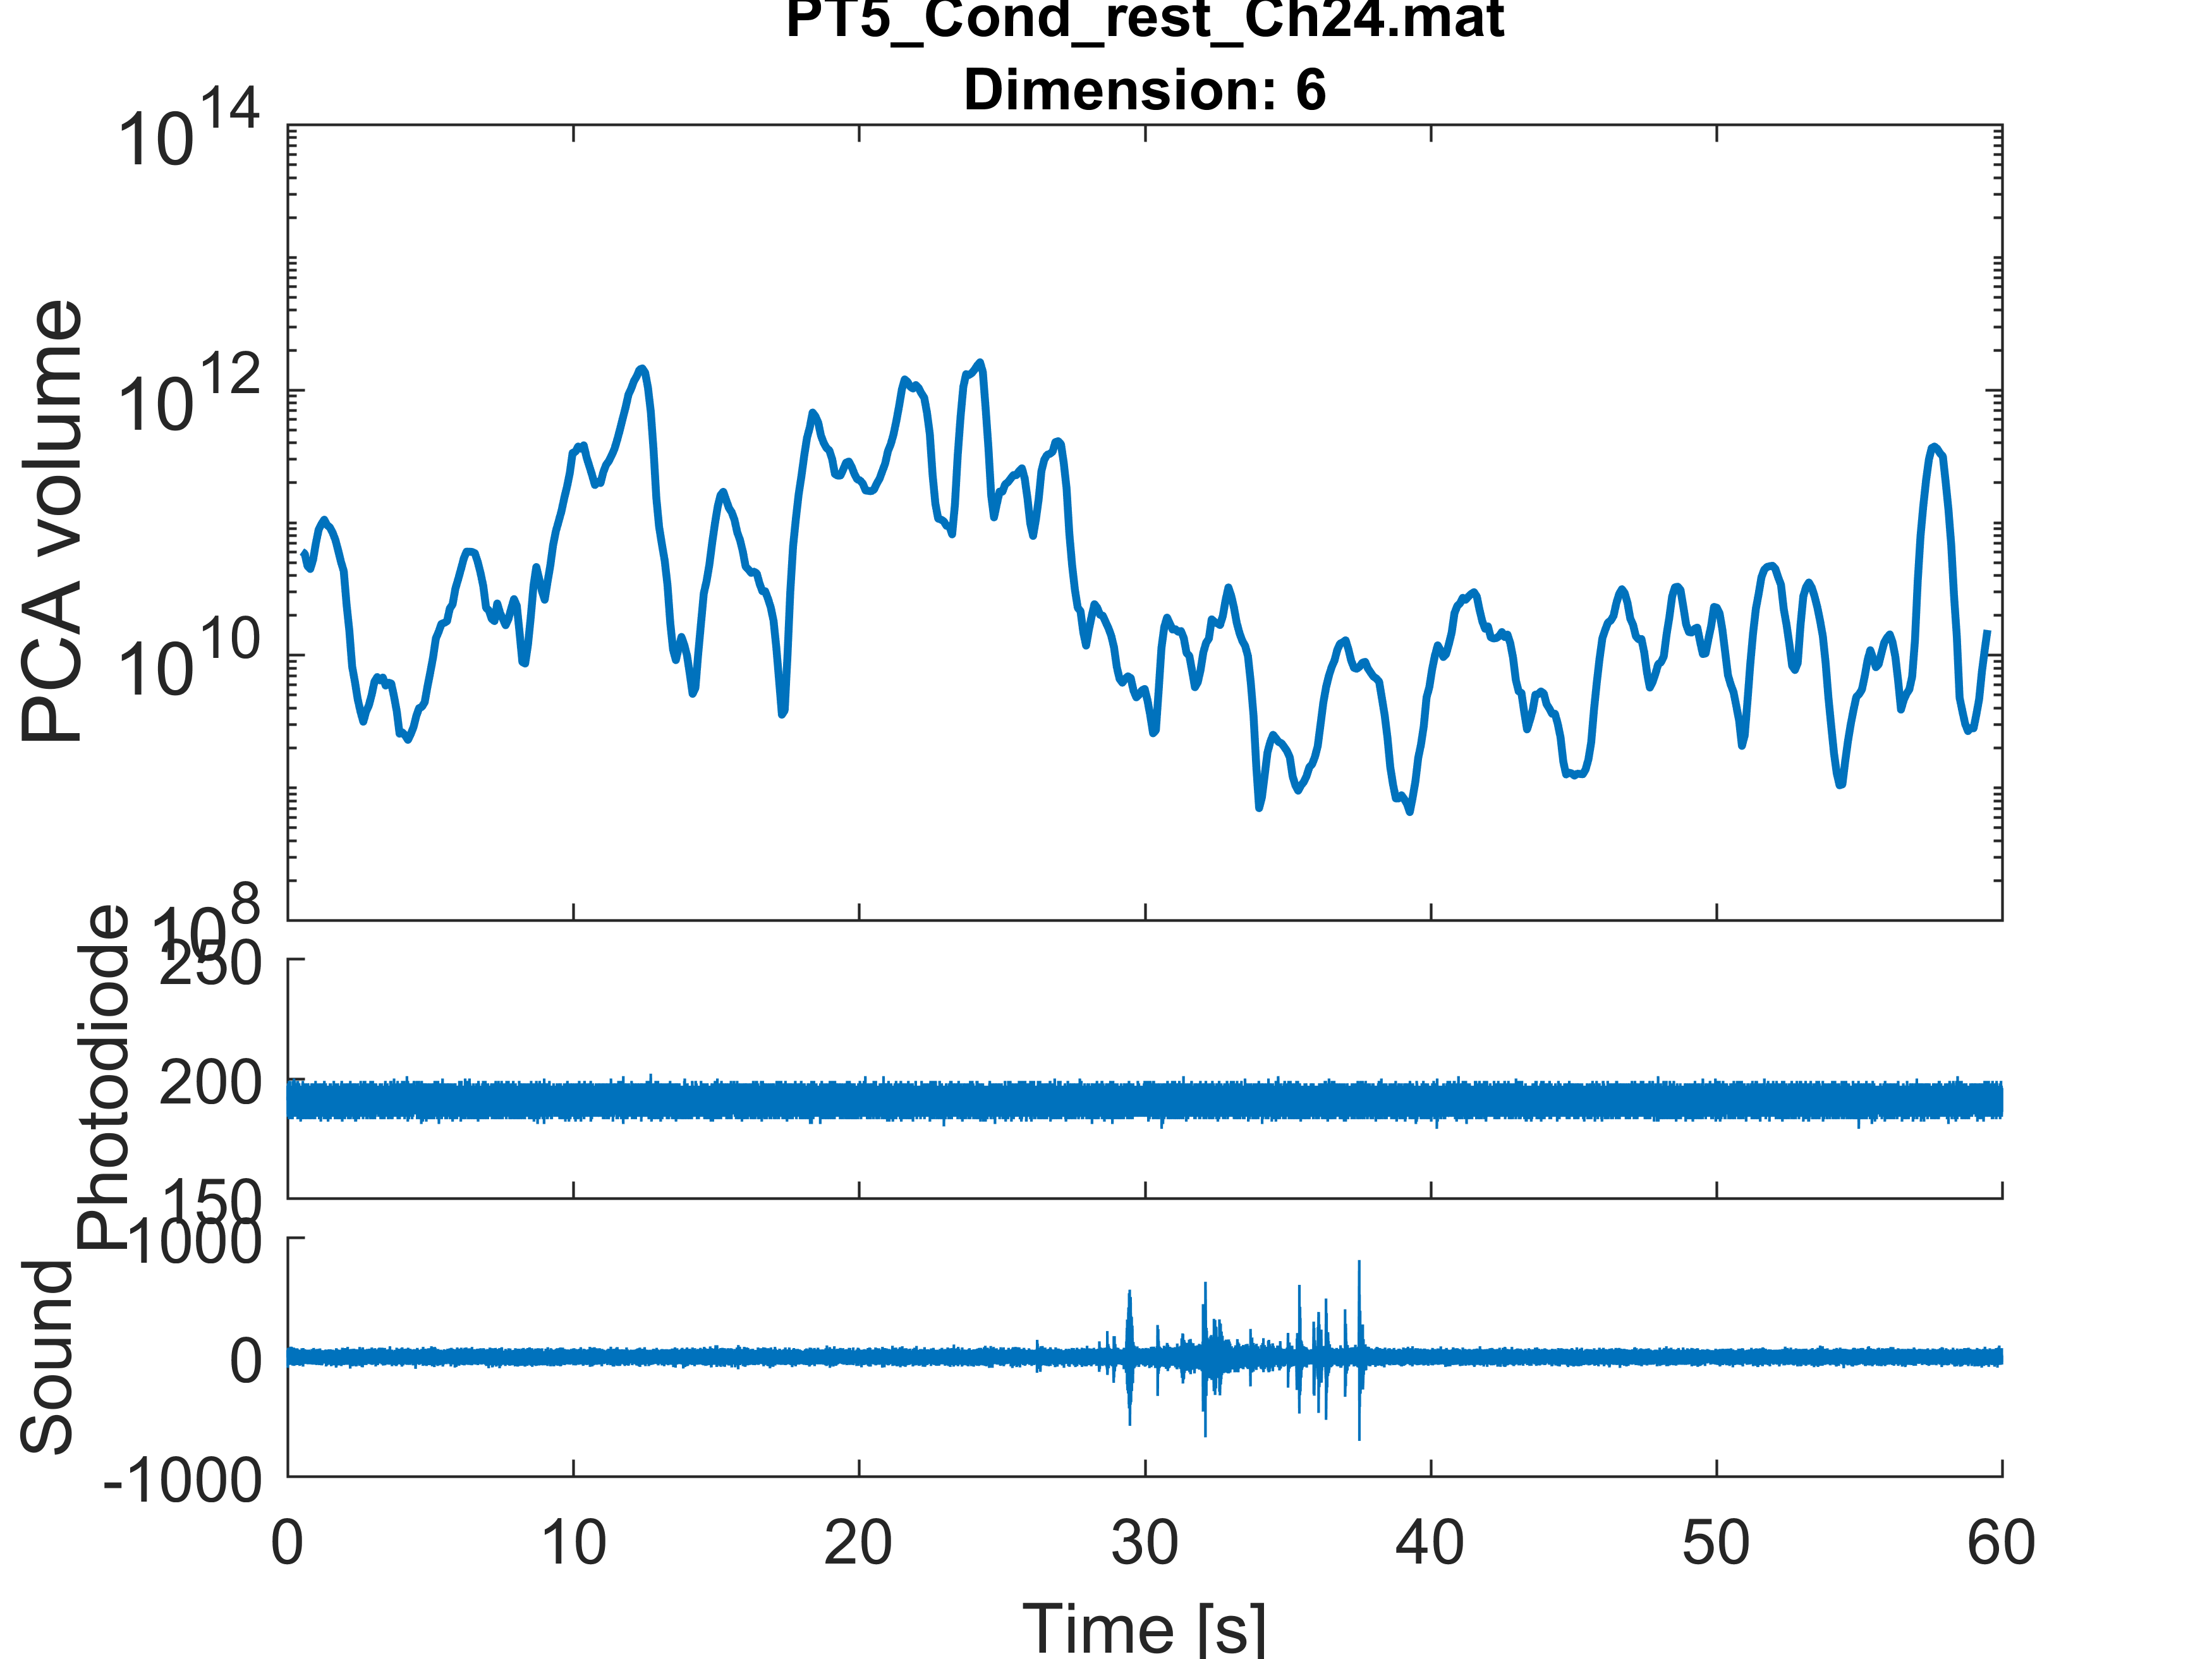 PT5_Cond_rest_Ch24.mat
Dimension: 6
10^14
10^12
10^10
10^8
PCA volume
250
200
150
Photodiode
1000
0
-1000
Sound
0 10 20 30 40 50 60
Time [s]